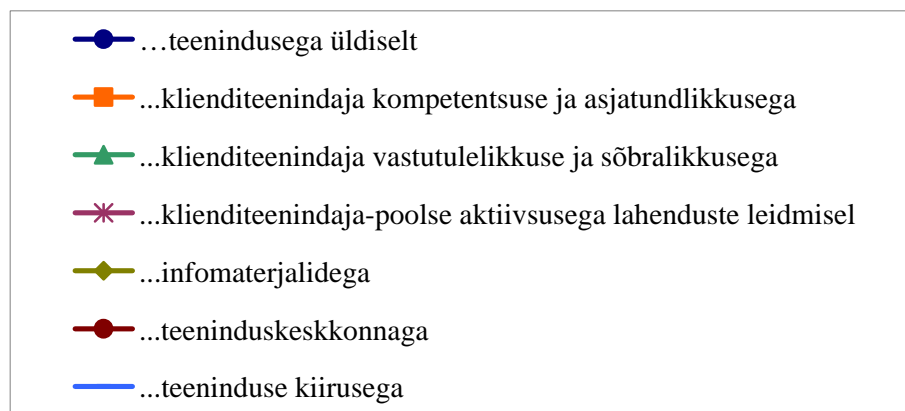 …teenindusega üldiselt
...klienditeenindaja kompetentsuse ja asjatundlikkusega
...klienditeenindaja vastutulelikkuse ja sõbralikkusega
...klienditeenindaja-poolse aktiivsusega lahenduste leidmisel
...infomaterjalidega
...teeninduskeskkonnaga
...teeninduse kiirusega